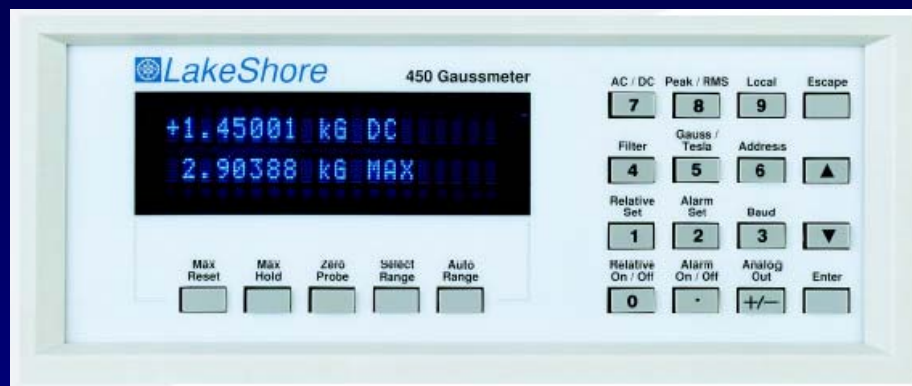 LakeShore
450 Gaussmeter
+1.45001 kG DC
2.90388 kG MAX
Max Reset
Max Hold
Zero Probe
Select Range
Auto Range
AC / DC
Peak / RMS
Local
Escape
7
8
9
Filter
Gauss / Tesla
Address
4
5
6
▲
Relative Set
Alarm Set
Baud
1
2
3
▼
Relative On / Off
Alarm On / Off
Analog Out
Enter
0
.
+/−